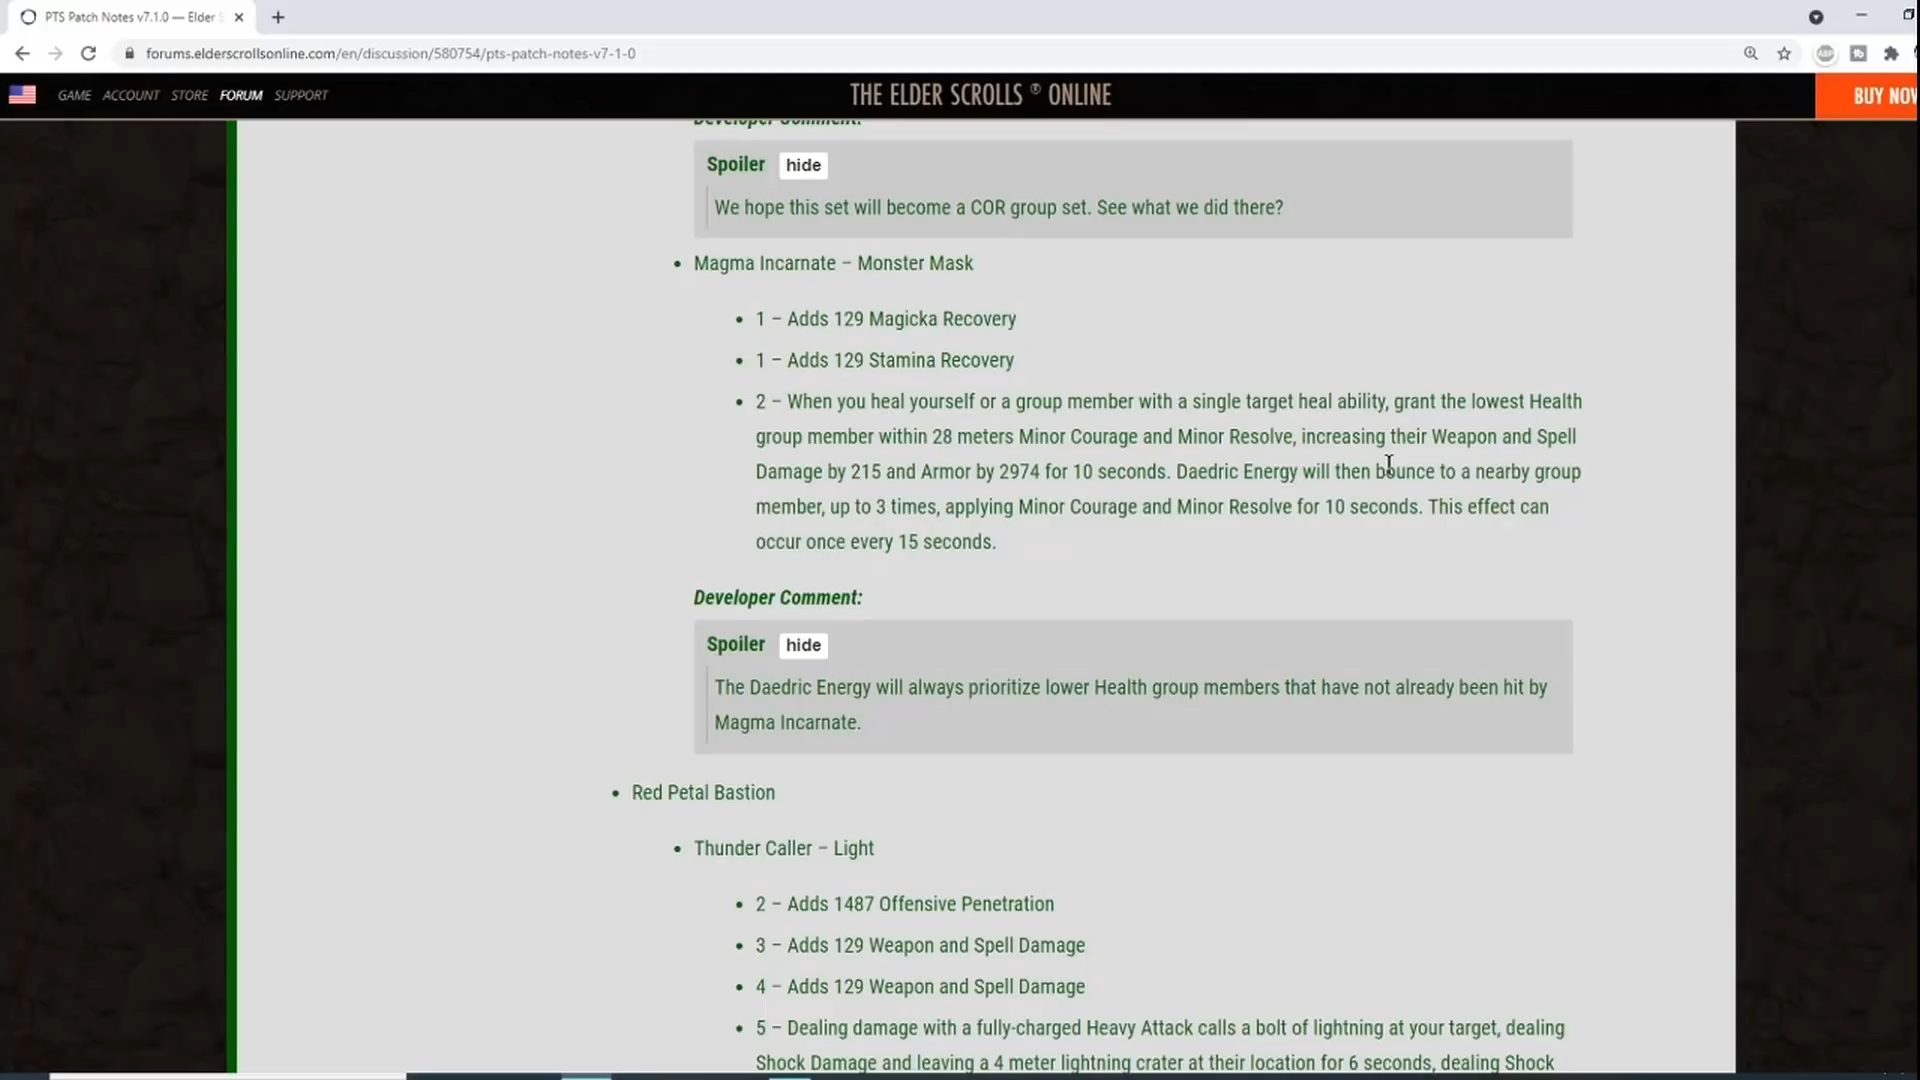 PTS Patch Notes v7.1.0 — Elder S
forums.elderscrollsonline.com/en/discussion/580754/pts-patch-notes-v7-1-0
ABP
GAME ACCOUNT STORE FORUM SUPPORT
THE ELDER SCROLLS ® ONLINE
BUY NOW
Developer Comment:
Spoiler hide
We hope this set will become a COR group set. See what we did there?
• Magma Incarnate – Monster Mask
• 1 – Adds 129 Magicka Recovery
• 1 – Adds 129 Stamina Recovery
• 2 – When you heal yourself or a group member with a single target heal ability, grant the lowest Health
group member within 28 meters Minor Courage and Minor Resolve, increasing their Weapon and Spell
Damage by 215 and Armor by 2974 for 10 seconds. Daedric Energy will then bounce to a nearby group
member, up to 3 times, applying Minor Courage and Minor Resolve for 10 seconds. This effect can
occur once every 15 seconds.
Developer Comment:
Spoiler hide
The Daedric Energy will always prioritize lower Health group members that have not already been hit by
Magma Incarnate.
• Red Petal Bastion
• Thunder Caller – Light
• 2 – Adds 1487 Offensive Penetration
• 3 – Adds 129 Weapon and Spell Damage
• 4 – Adds 129 Weapon and Spell Damage
• 5 – Dealing damage with a fully-charged Heavy Attack calls a bolt of lightning at your target, dealing
Shock Damage and leaving a 4 meter lightning crater at their location for 6 seconds, dealing Shock